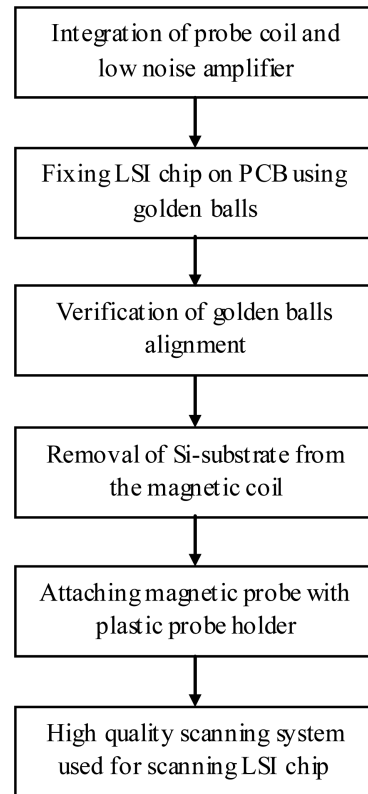 Integration of probe coil and
low noise amplifier
Fixing LSI chip on PCB using
golden balls
Verification of golden balls
alignment
Removal of Si-substrate from
the magnetic coil
Attaching magnetic probe with
plastic probe holder
High quality scanning system
used for scanning LSI chip